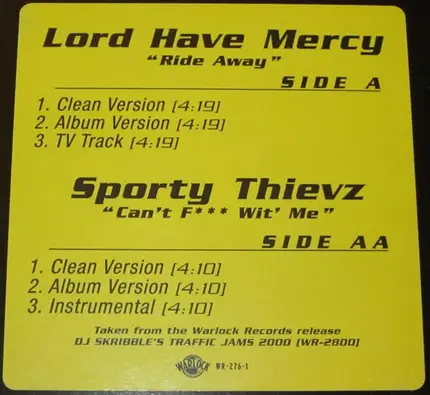 Lord Have Mercy
"Ride Away"
SIDE A
1. Clean Version [4:19]
2. Album Version [4:19]
3. TV Track [4:19]
Sporty Thievz
"Can't F*** Wit' Me"
SIDE AA
1. Clean Version [4:10]
2. Album Version [4:10]
3. Instrumental [4:10]
Taken from the Warlock Records release
DJ SKRIBBLE'S TRAFFIC JAMS 2000 [WR-2800]
WARLOCK WR-276-1